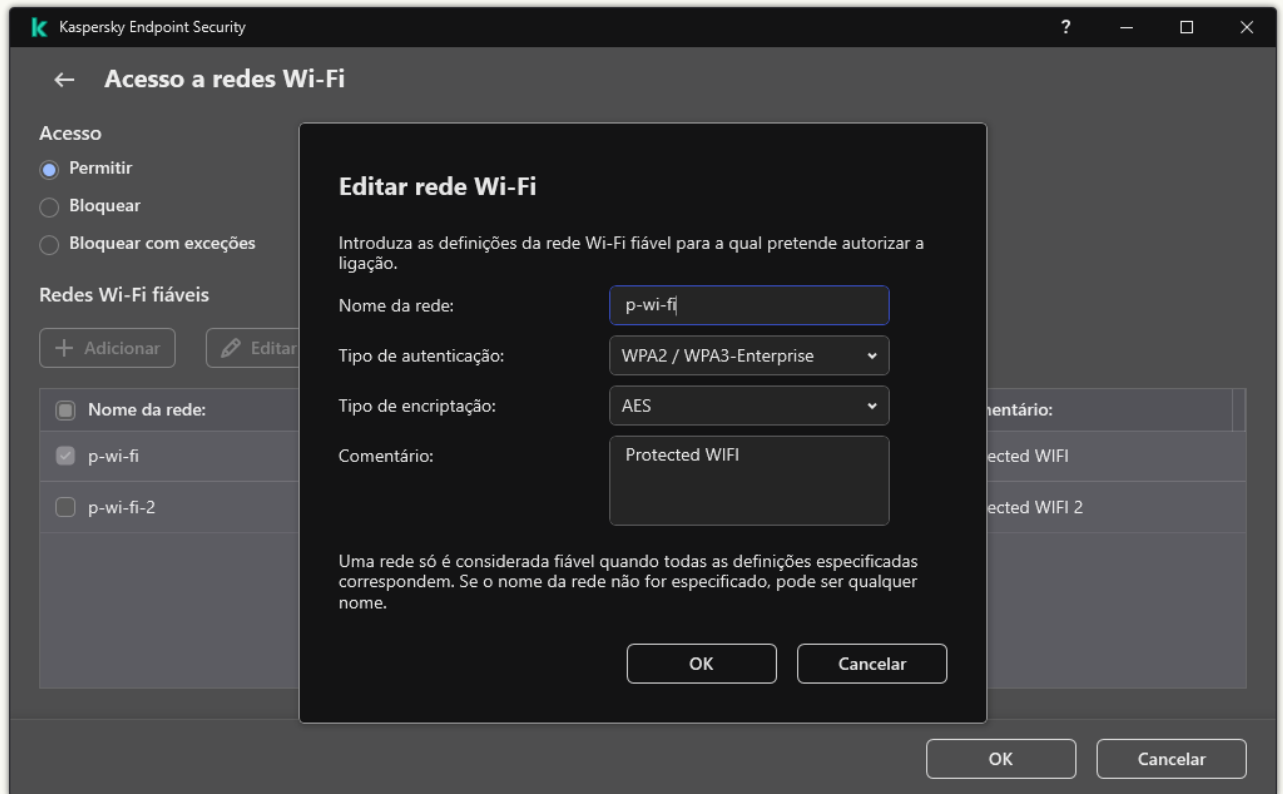 Kaspersky Endpoint Security
?
Acesso a redes Wi-Fi
Acesso
Permitir
Bloquear
Bloquear com exceções
Redes Wi-Fi fiáveis
Adicionar
Editar
Nome da rede:
entário:
p-wi-fi
ected WIFI
p-wi-fi-2
ected WIFI 2
Editar rede Wi-Fi
Introduza as definições da rede Wi-Fi fiável para a qual pretende autorizar a
ligação.
Nome da rede:
p-wi-fi
Tipo de autenticação:
WPA2 / WPA3-Enterprise
Tipo de encriptação:
AES
Comentário:
Protected WIFI
Uma rede só é considerada fiável quando todas as definições especificadas
correspondem. Se o nome da rede não for especificado, pode ser qualquer
nome.
OK
Cancelar
OK
Cancelar